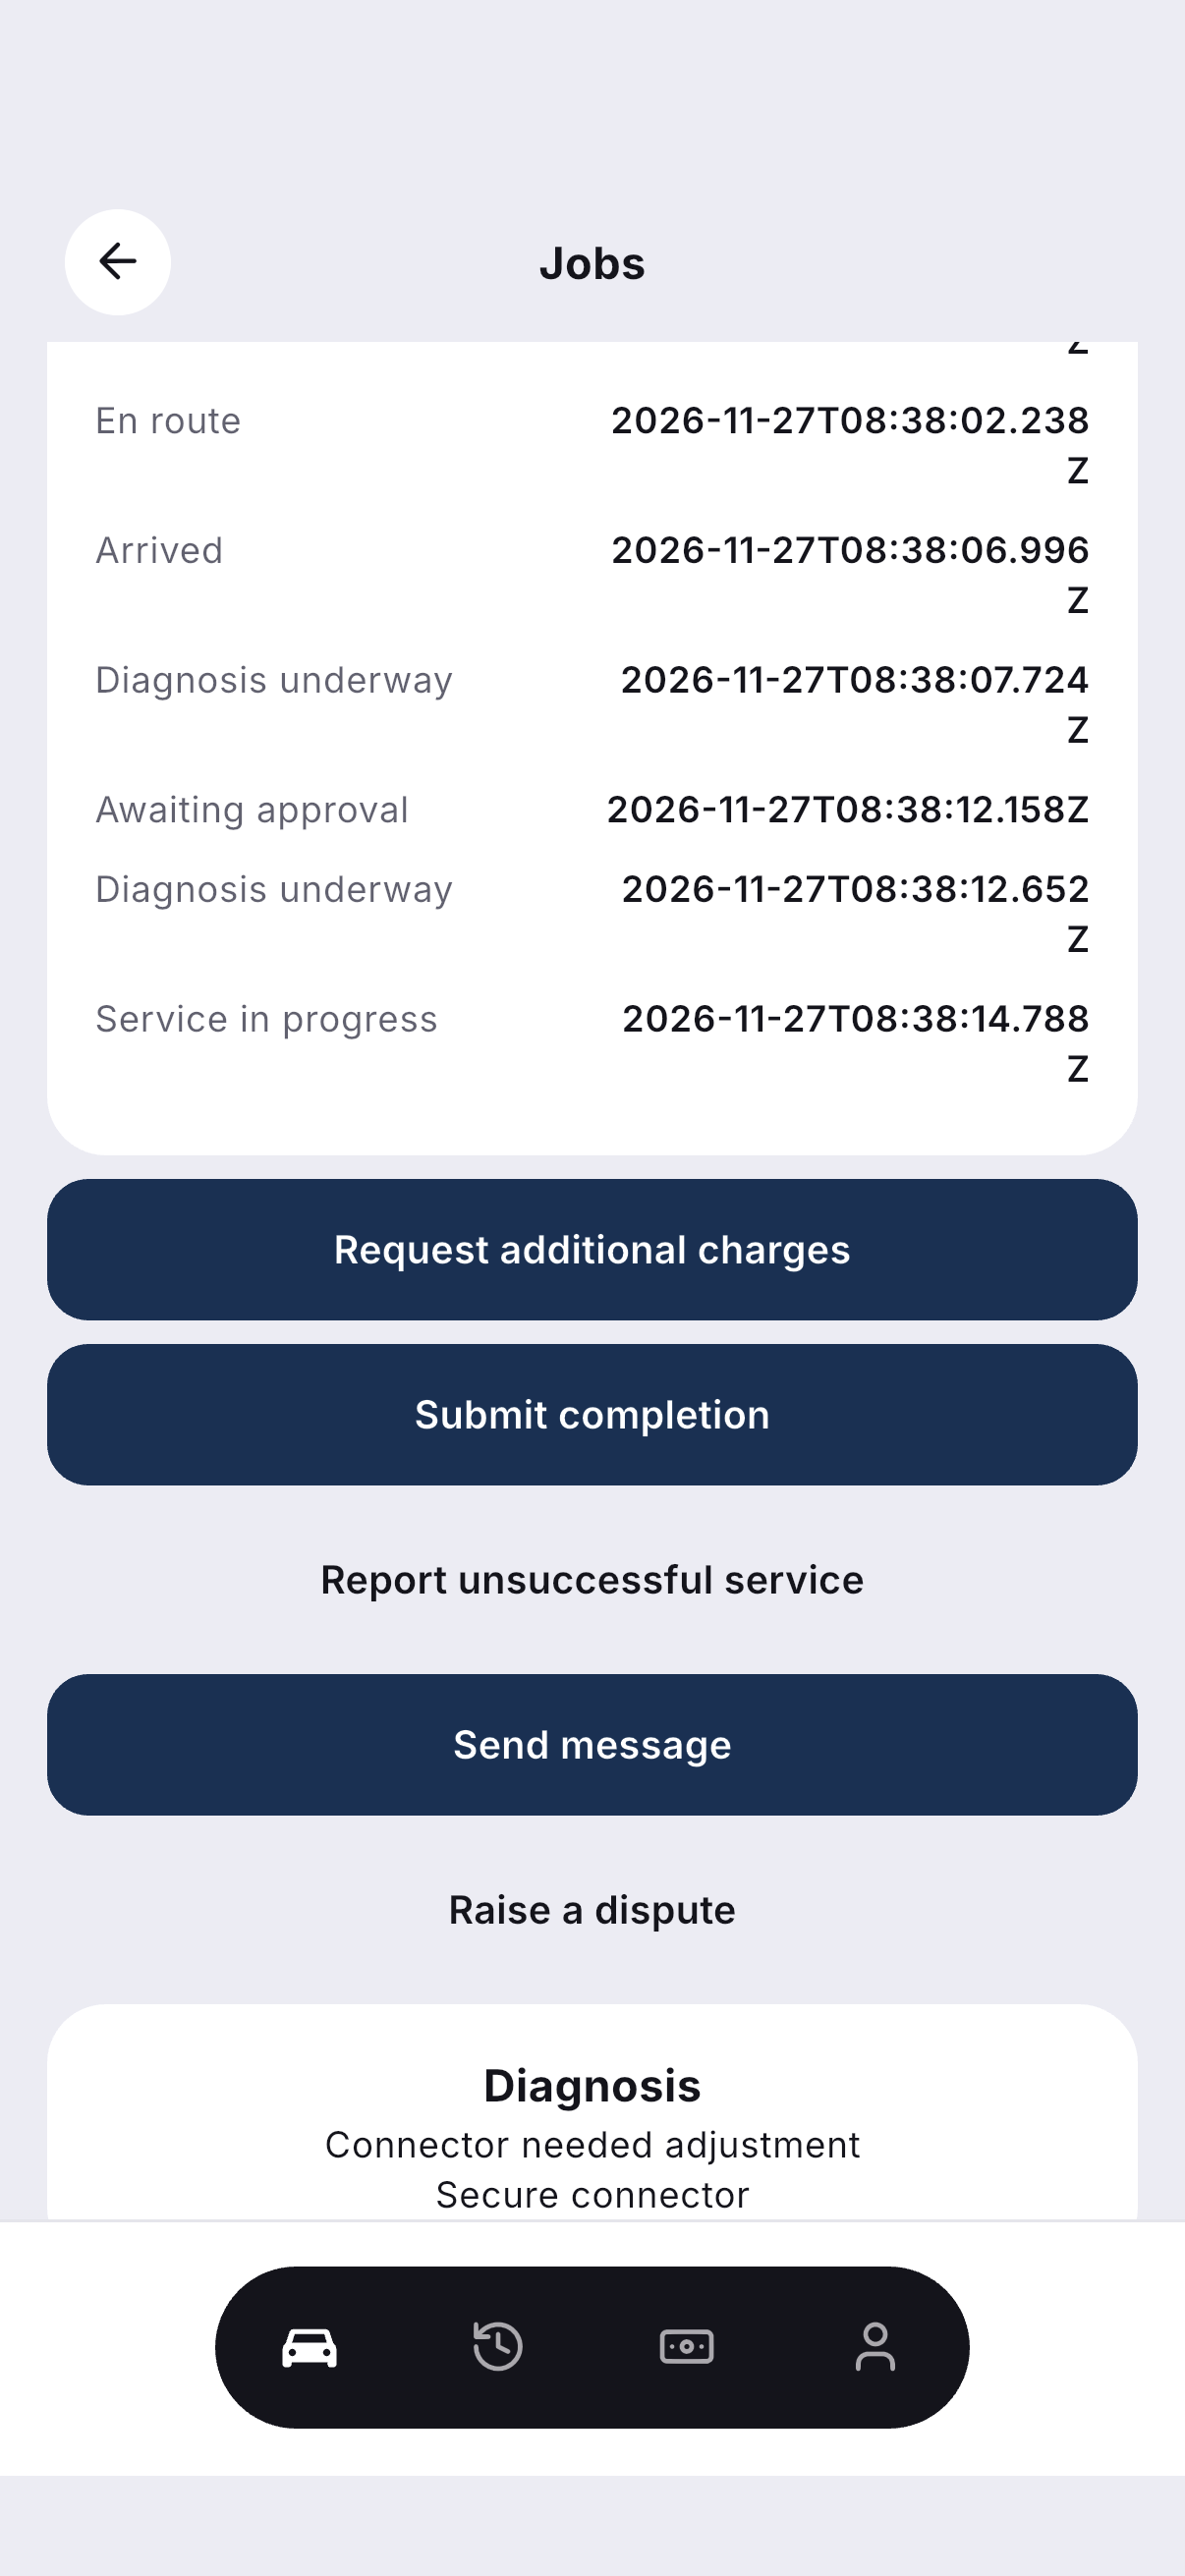 Jobs
Z
En route 2026-11-27T08:38:02.238
Z
Arrived 2026-11-27T08:38:06.996
Z
Diagnosis underway 2026-11-27T08:38:07.724
Z
Awaiting approval 2026-11-27T08:38:12.158Z
Diagnosis underway 2026-11-27T08:38:12.652
Z
Service in progress 2026-11-27T08:38:14.788
Z
Request additional charges
Submit completion
Report unsuccessful service
Send message
Raise a dispute
Diagnosis
Connector needed adjustment
Secure connector